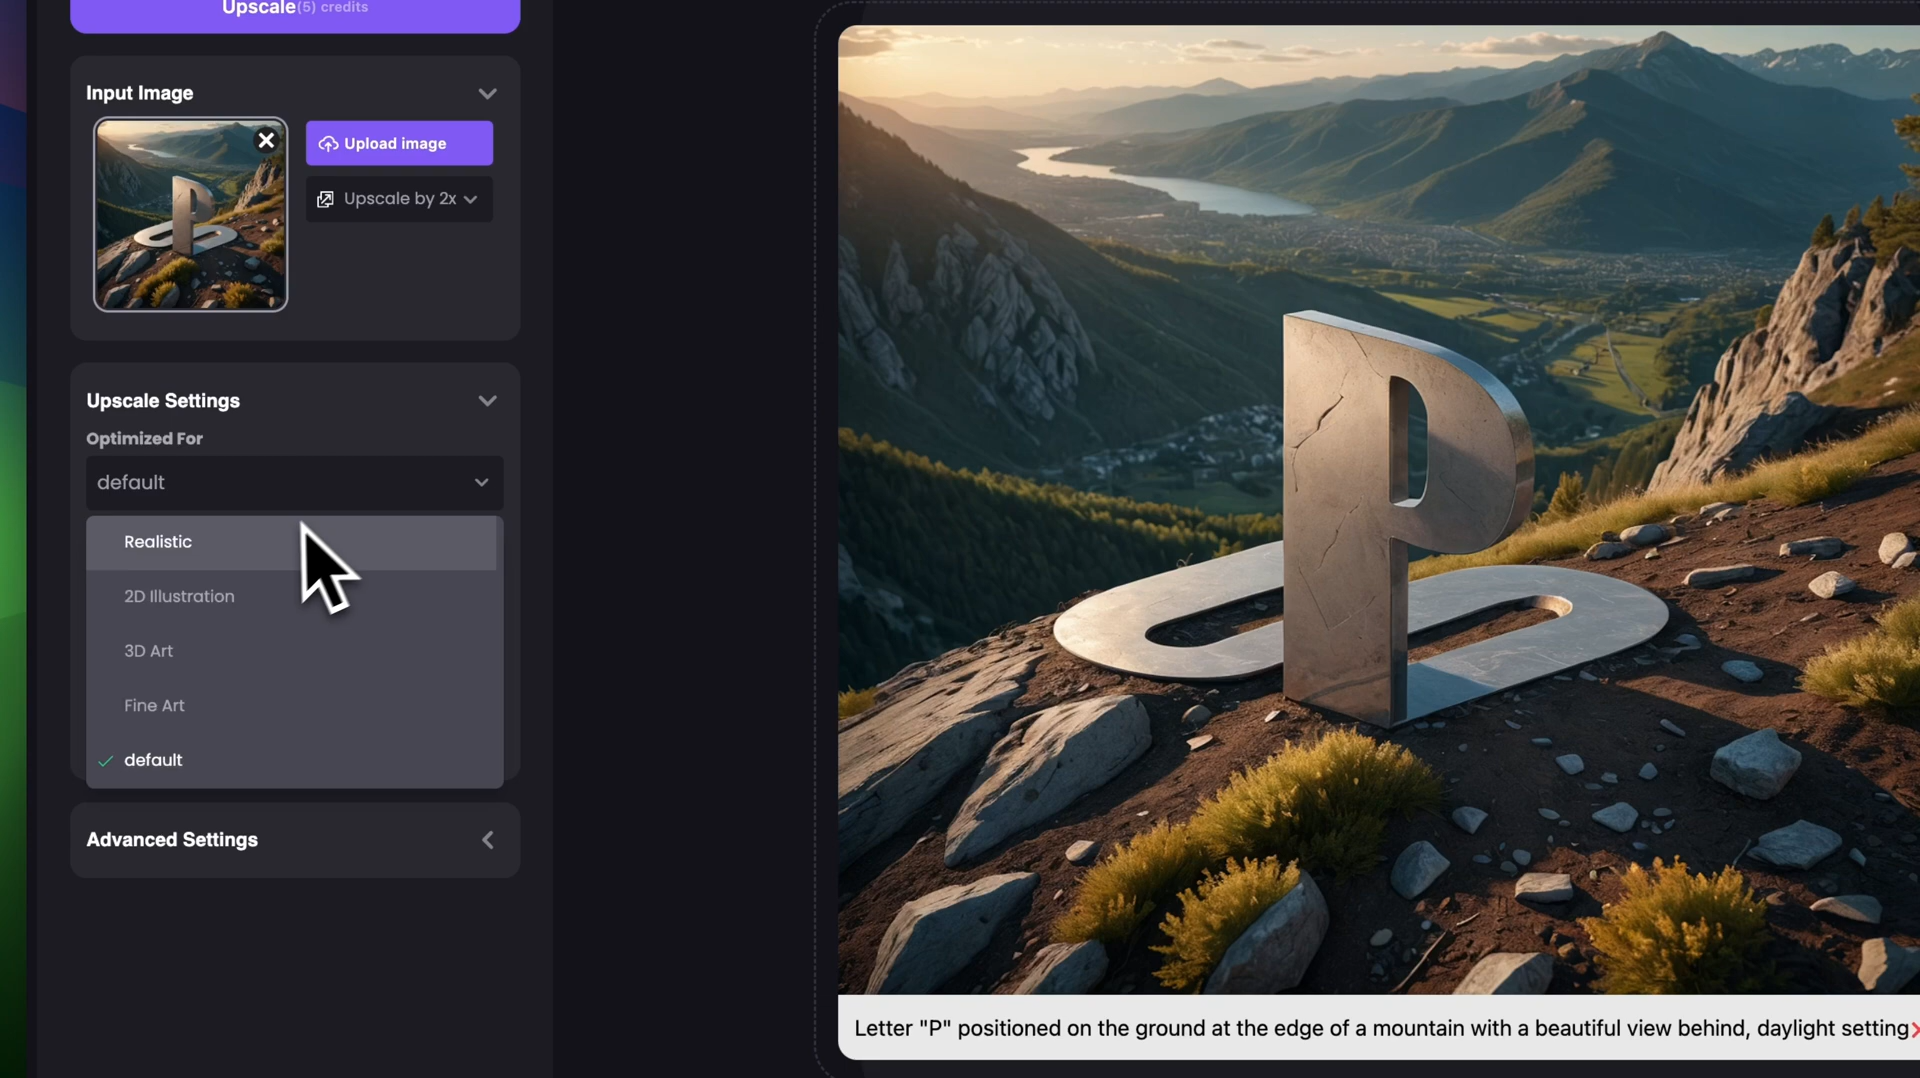 Upscale(5) credits
Input Image
Upload image
Upscale by 2x
Upscale Settings
Optimized For
default
Realistic
2D Illustration
3D Art
Fine Art
default
Advanced Settings
P
Letter "P" positioned on the ground at the edge of a mountain with a beautiful view behind, daylight setting